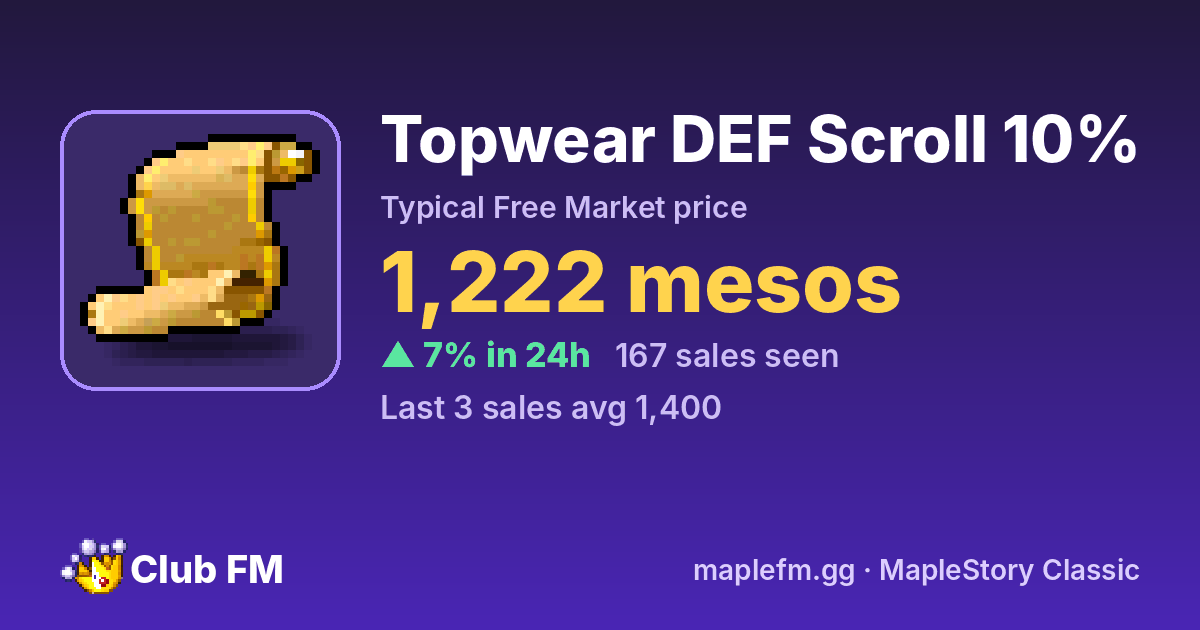 Topwear DEF Scroll 10%
Typical Free Market price
1,222 mesos
▲ 7% in 24h 167 sales seen
Last 3 sales avg 1,400
Club FM
maplefm.gg · MapleStory Classic